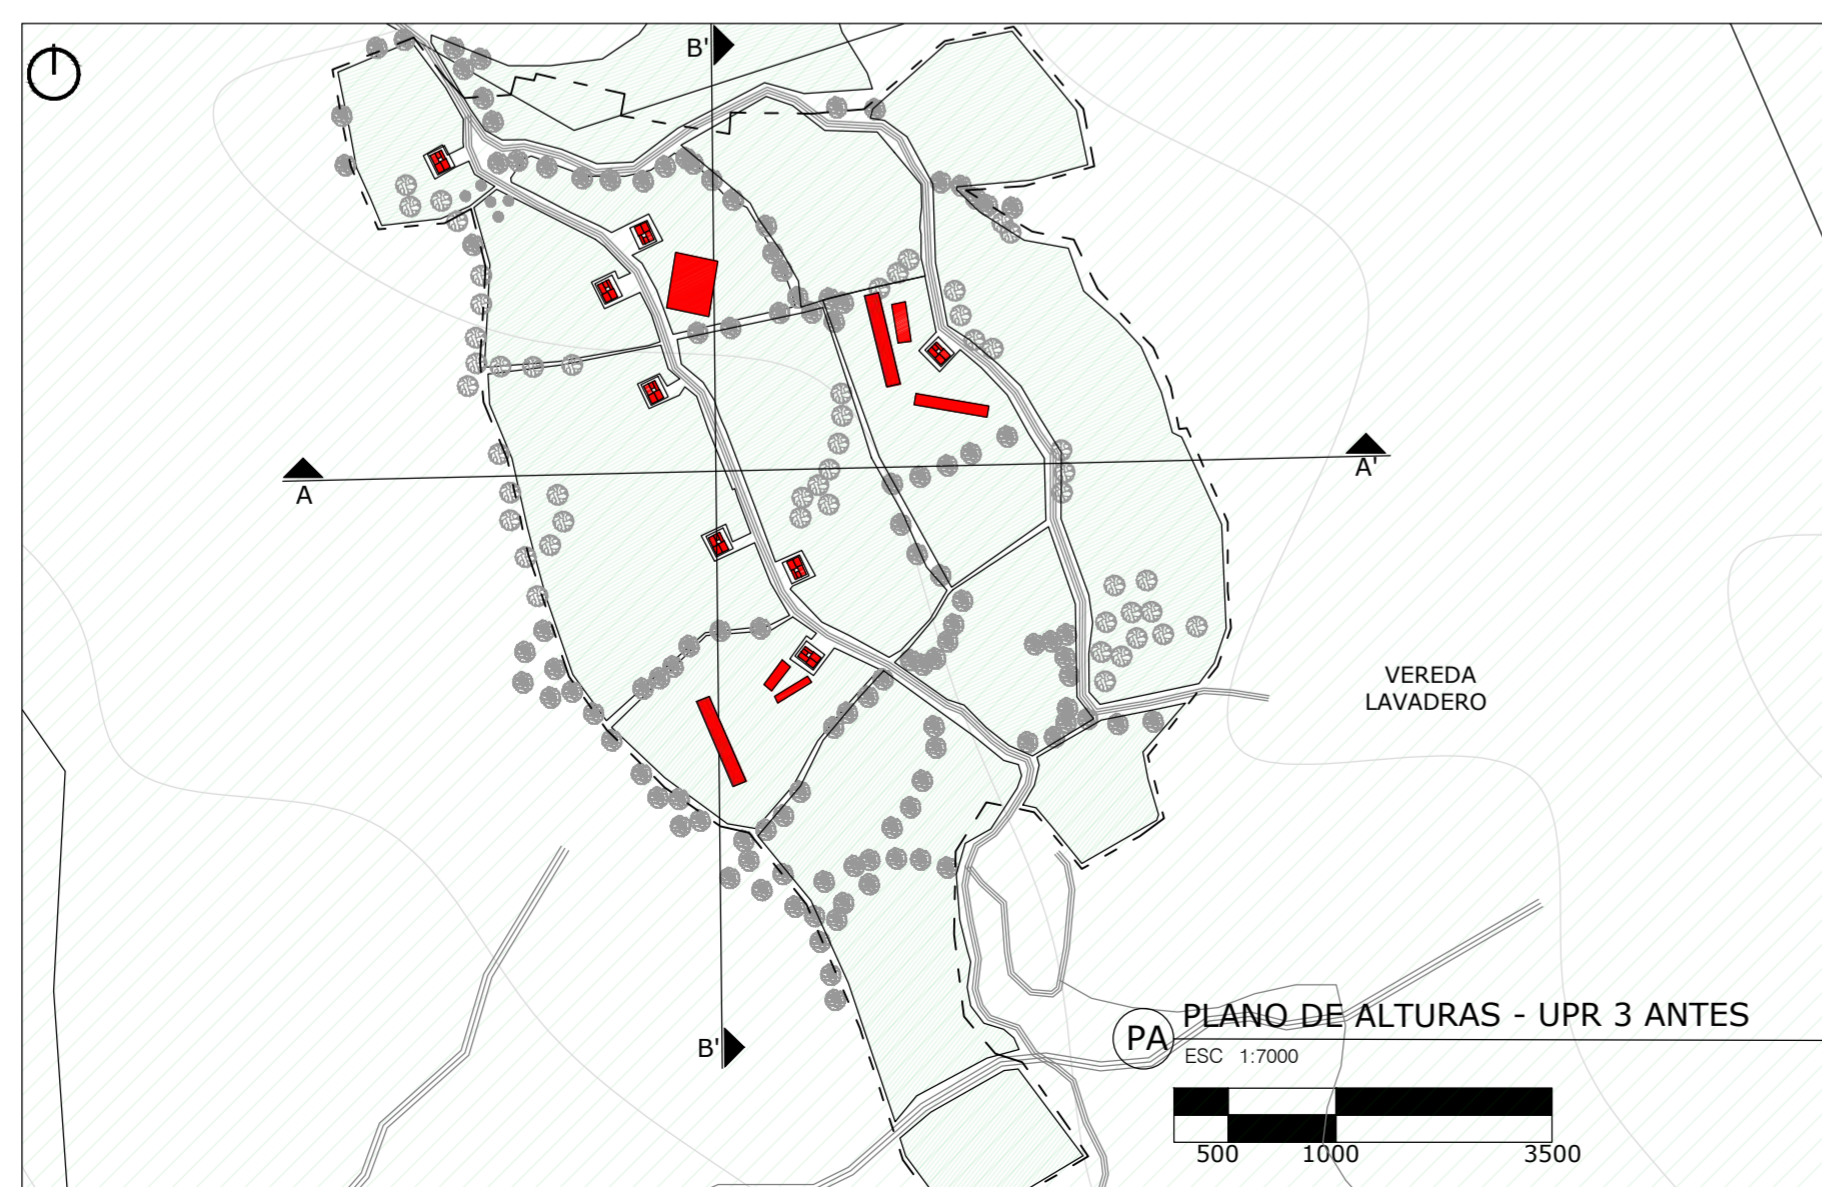 B'
A
A'
VEREDA
LAVADERO
B'
PA
PLANO DE ALTURAS - UPR 3 ANTES
ESC 1:7000
500 1000 3500